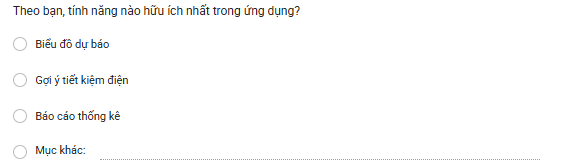 Theo bạn, tính năng nào hữu ích nhất trong ứng dụng?
Biểu đồ dự báo
Gợi ý tiết kiệm điện
Báo cáo thống kê
Mục khác: